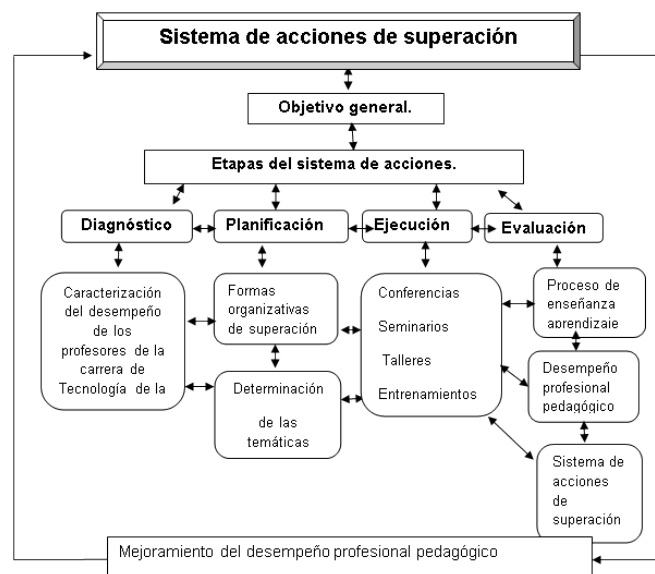 Sistema de acciones de superación
Objetivo general.
Etapas del sistema de acciones.
Diagnóstico
Planificación
Ejecución
Evaluación
Caracterización
del desempeño
de los
profesores de la
carrera de
Tecnología de la
Formas
organizativas
de superación
Determinación
de las
temáticas
Conferencias
Seminarios
Talleres
Entrenamientos
Proceso de
enseñanza
aprendizaje
Desempeño
profesional
pedagógico
Sistema de
acciones
de
superación
Mejoramiento del desempeño profesional pedagógico